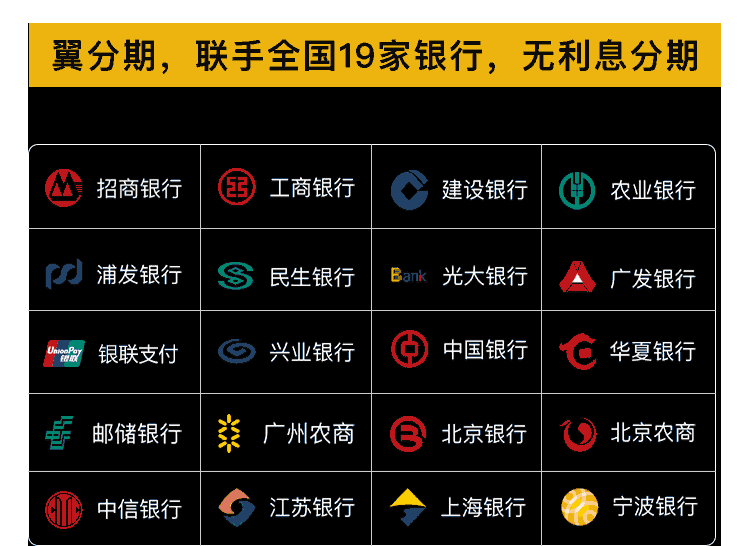 翼分期，联手全国19家银行，无利息分期
招商银行 工商银行 建设银行 农业银行
浦发银行 民生银行 Bank 光大银行 广发银行
UnionPay 银联 银联支付 兴业银行 中国银行 华夏银行
邮储银行 广州农商 北京银行 北京农商
中信银行 江苏银行 上海银行 宁波银行